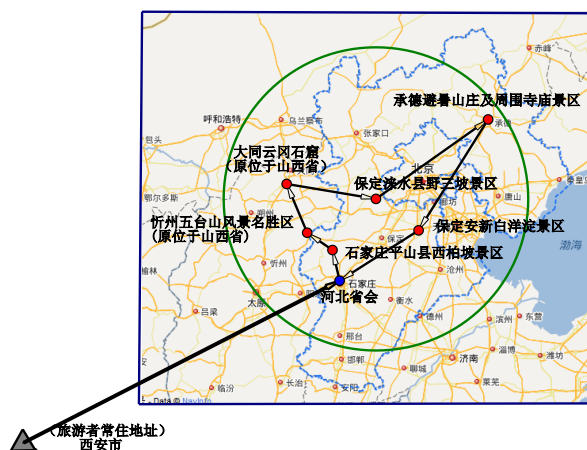 赤峰
承德避暑山庄及周围寺庙景区
承德
呼和浩特
乌兰察布
张家口
包头
大同云冈石窟
(原位于山西省)
北京
保定涞水县野三坡景区
秦皇岛
鄂尔多斯
廊坊
唐山
朔州
忻州五台山风景名胜区
(原位于山西省)
保定安新白洋淀景区
保定
渤海
石家庄平山县西柏坡景区
榆林
忻州
沧州
石家庄
河北省会
太原
衡水
吕梁
德州
滨州
东营
邢台
淄博
潍坊
济南
邯郸
聊城
莱芜
临汾
长治
安阳
- Data © NavInfo
(旅游者常住地址)
西安市